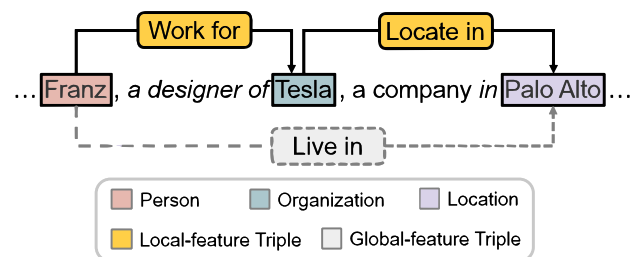 Work for Locate in
... Franz, a designer of Tesla, a company in Palo Alto ...
Live in
Person Organization Location
Local-feature Triple Global-feature Triple